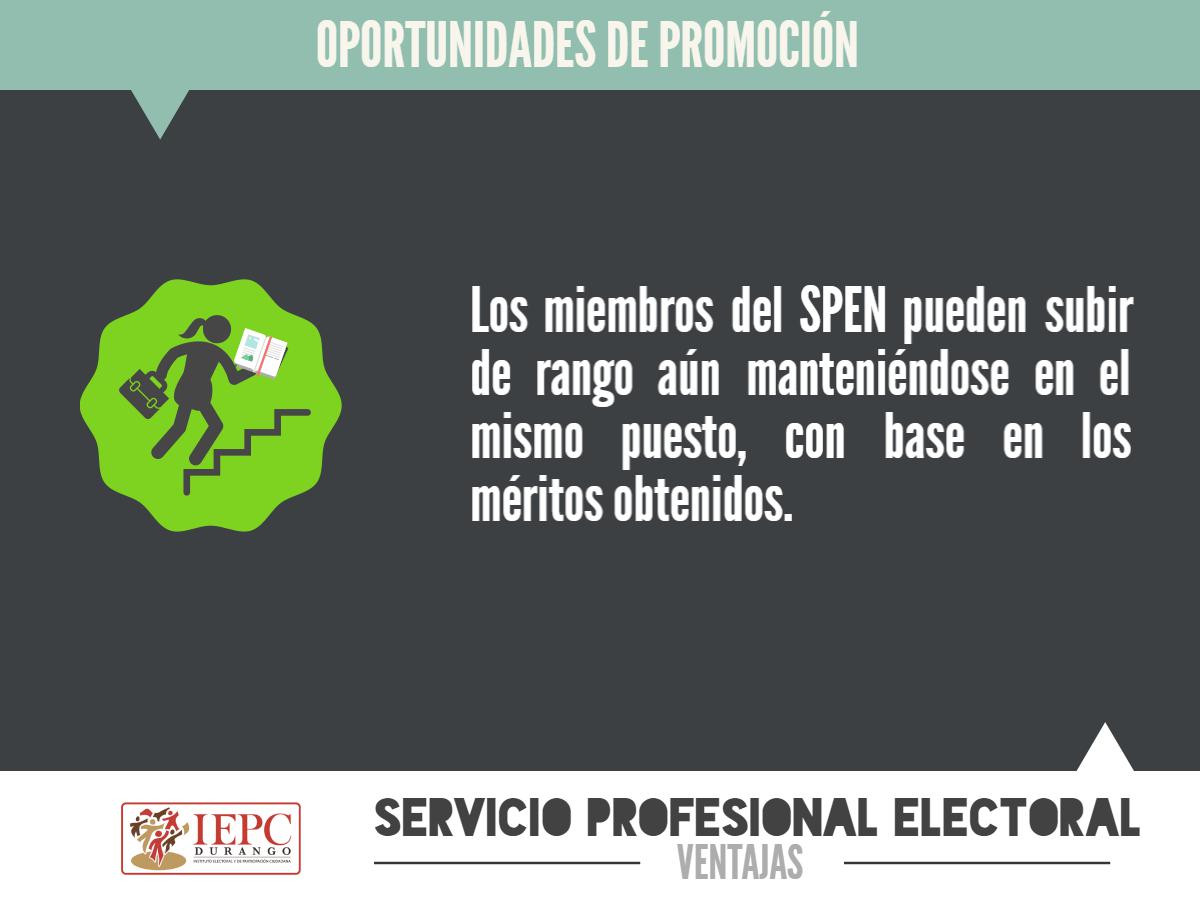 OPORTUNIDADES DE PROMOCIÓN
Los miembros del SPEN pueden subir
de rango aún manteniéndose en el
mismo puesto, con base en los
méritos obtenidos.
IEPC
DURANGO
INSTITUTO ELECTORAL Y DE PARTICIPACIÓN CIUDADANA
SERVICIO PROFESIONAL ELECTORAL
VENTAJAS